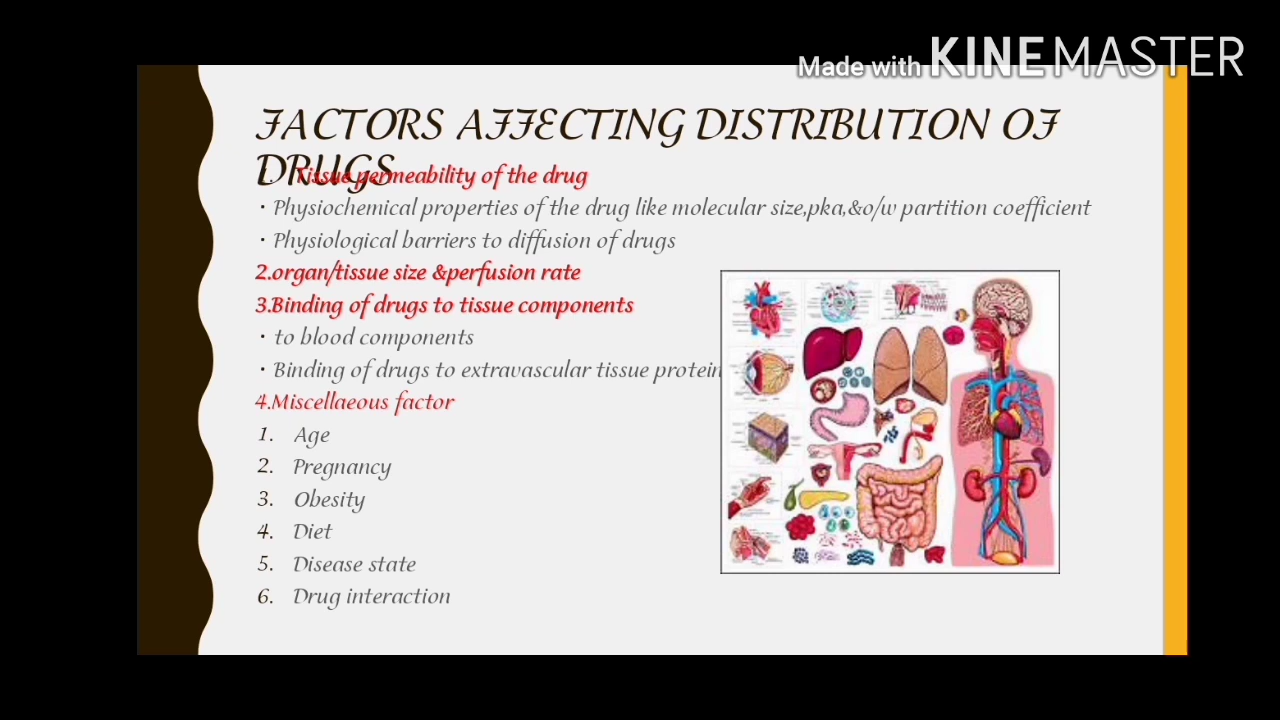 Made with KINEMASTER
FACTORS AFFECTING DISTRIBUTION OF
DRUGS
1. Tissue permeability of the drug
• Physiochemical properties of the drug like molecular size,pka,&o/w partition coefficient
• Physiological barriers to diffusion of drugs
2.organ/tissue size &perfusion rate
3.Binding of drugs to tissue components
• to blood components
• Binding of drugs to extravascular tissue protein
4.Miscellaeous factor
1. Age
2. Pregnancy
3. Obesity
4. Diet
5. Disease state
6. Drug interaction